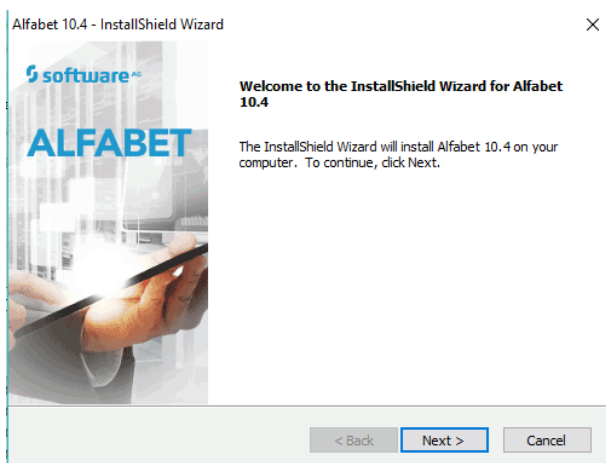 Alfabet 10.4 - InstallShield Wizard
software AG
ALFABET
Welcome to the InstallShield Wizard for Alfabet
10.4
The InstallShield Wizard will install Alfabet 10.4 on your
computer. To continue, click Next.
< Back
Next >
Cancel